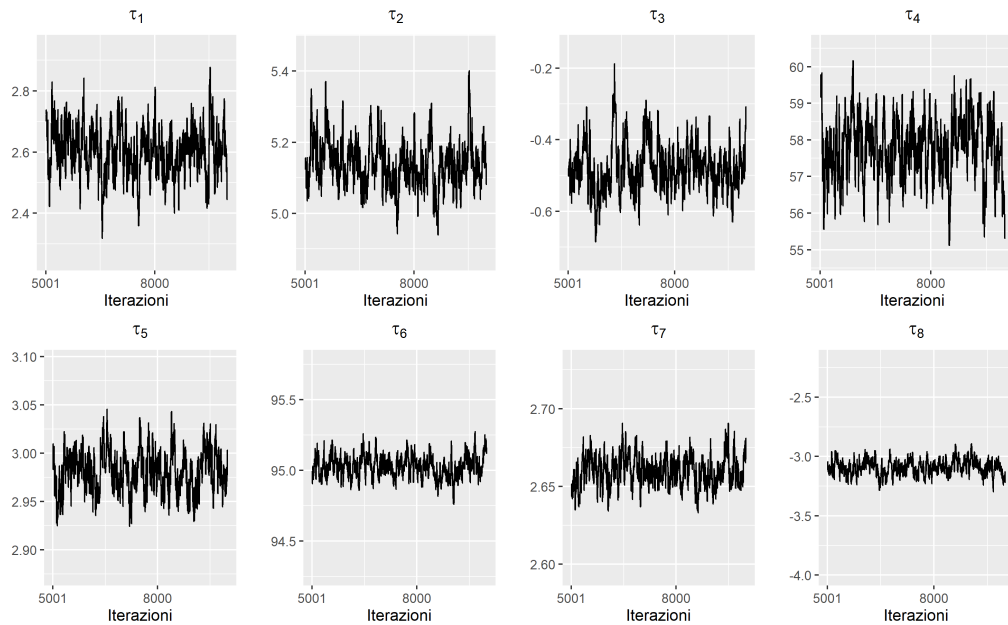 τ1
2.8
2.6
2.4
5001
8000
Iterazioni
τ2
5.4
5.2
5.0
5001
8000
Iterazioni
τ3
-0.2
-0.4
-0.6
5001
8000
Iterazioni
τ4
60
59
58
57
56
55
5001
8000
Iterazioni
τ5
3.10
3.05
3.00
2.95
2.90
5001
8000
Iterazioni
τ6
95.5
95.0
94.5
5001
8000
Iterazioni
τ7
2.70
2.65
2.60
5001
8000
Iterazioni
τ8
-2.5
-3.0
-3.5
-4.0
5001
8000
Iterazioni